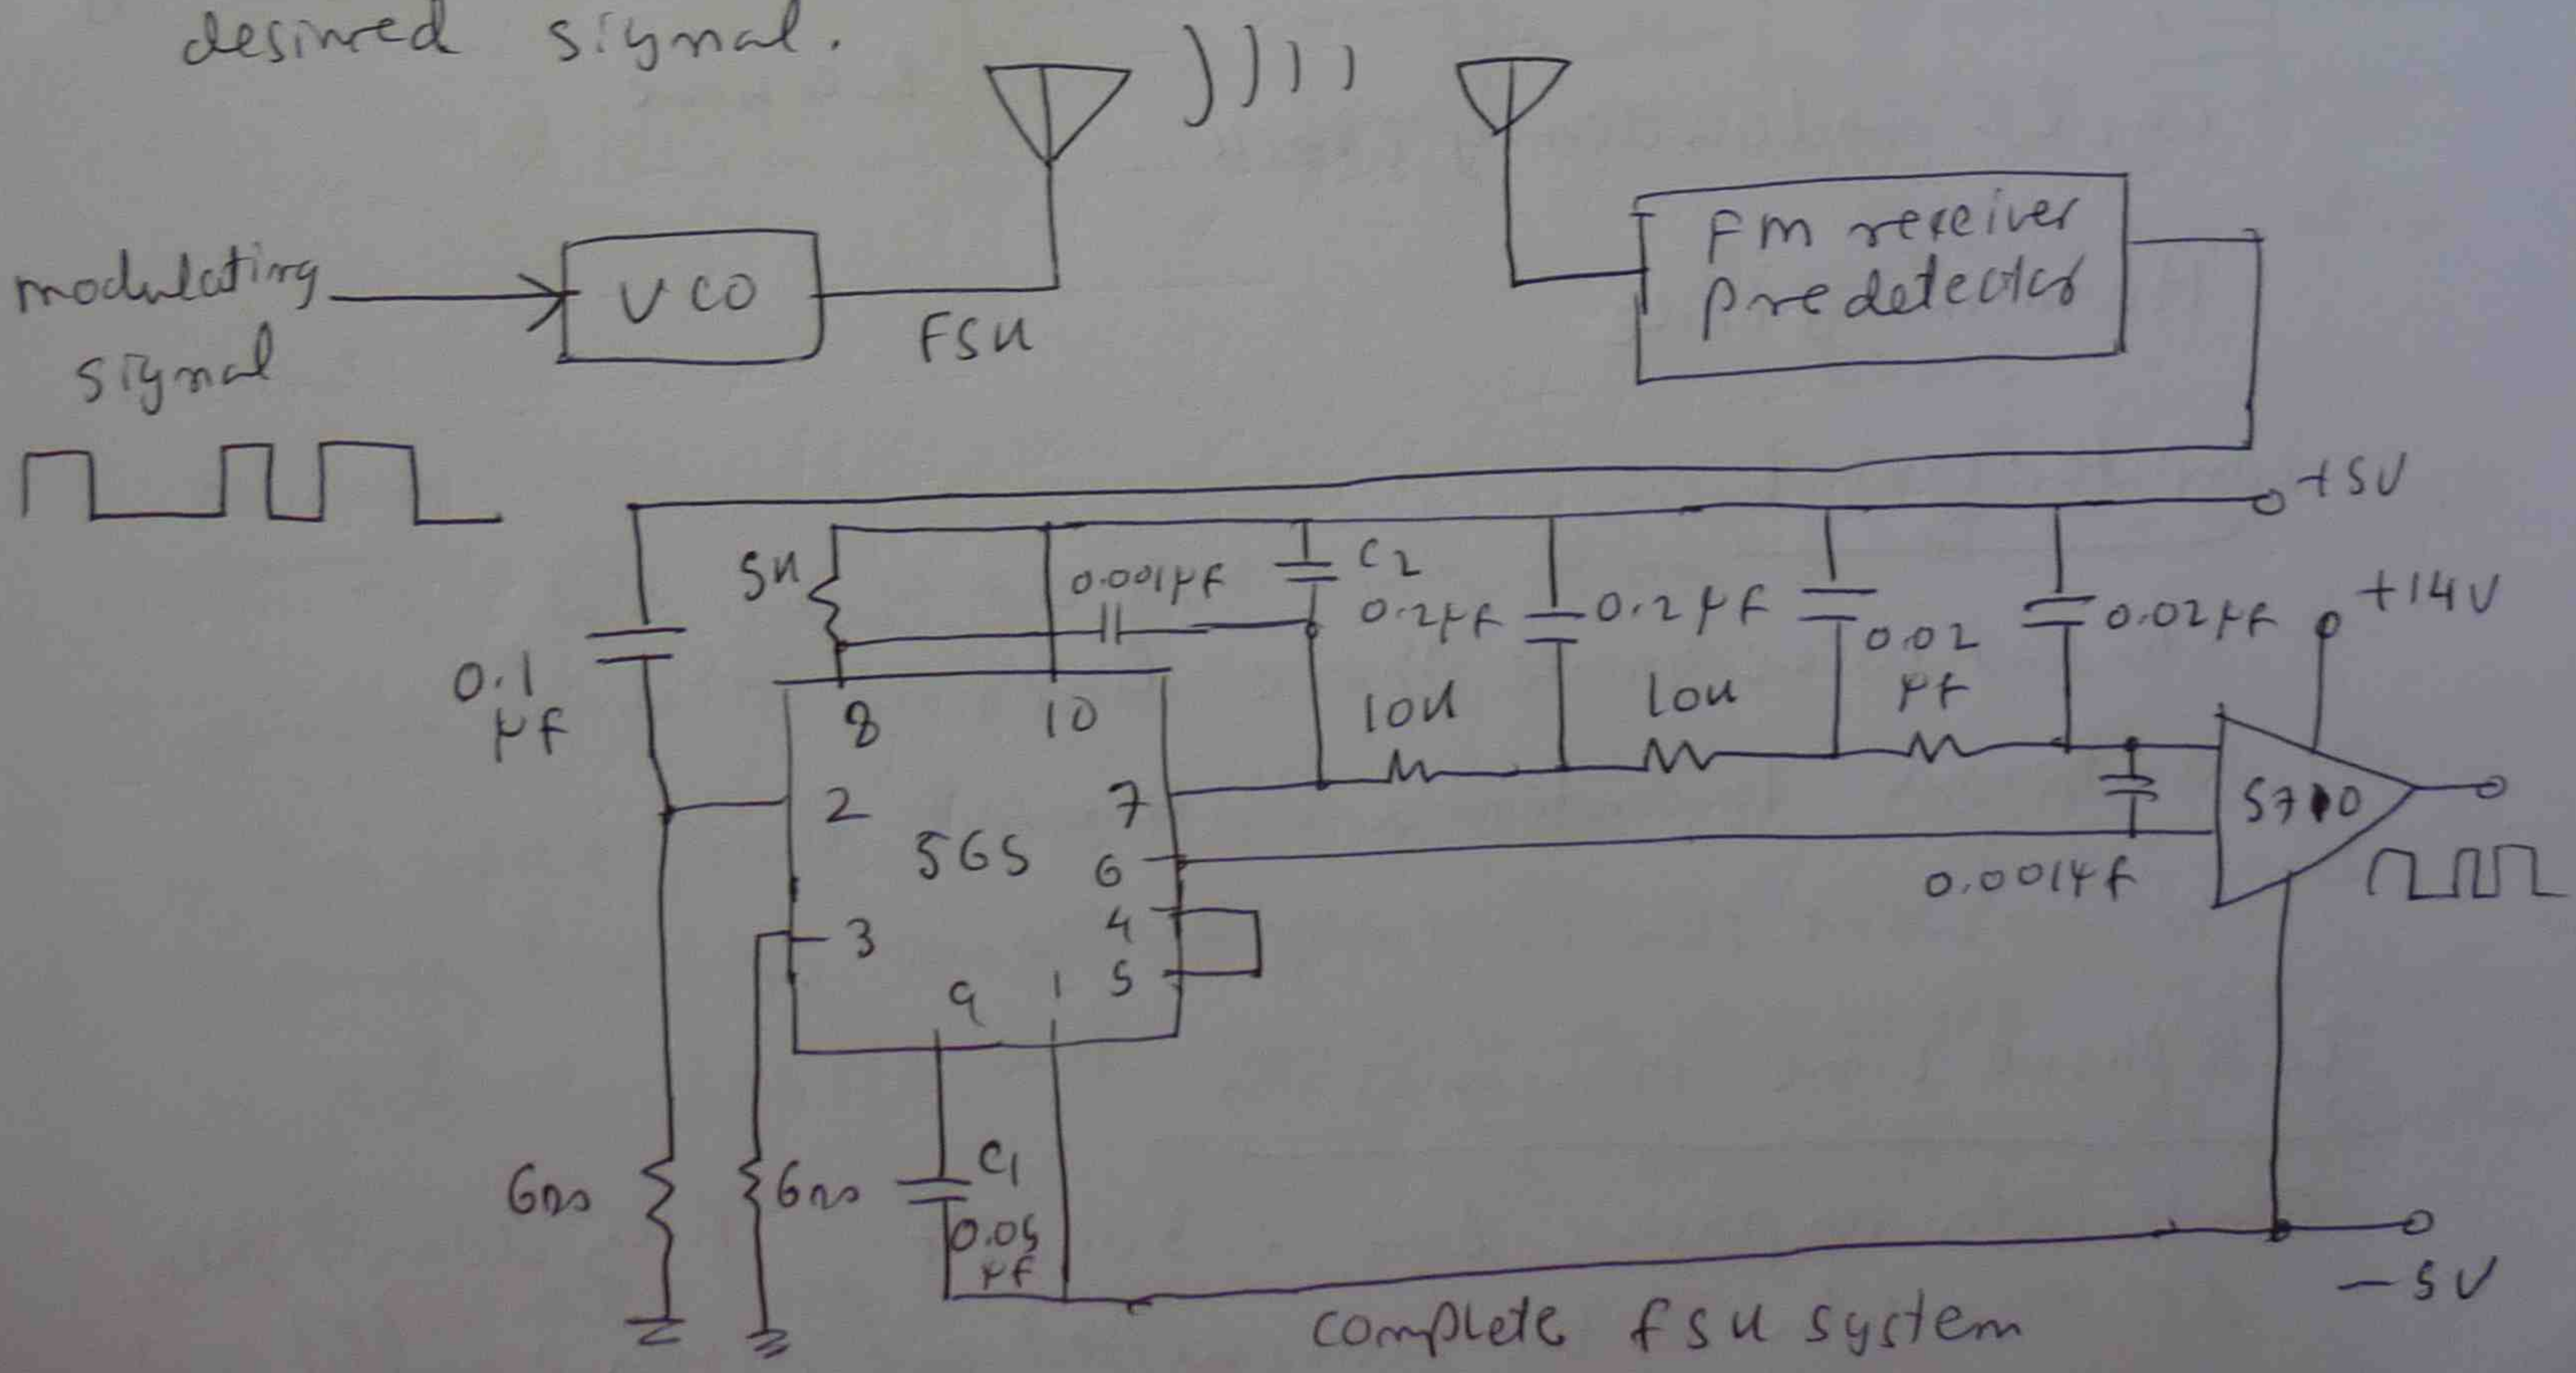 desired signal.
modulating
signal
VCO
FSK
FM receiver
predetector
+5V
5K
0.001μF
C2
0.2μF
0.2μF
0.02
μF
0.02μF
+14V
0.1
μF
8
10
10K
10K
2
7
565
6
5710
3
4
5
0.001μF
9
1
C1
0.05
μF
-5V
complete fsk system